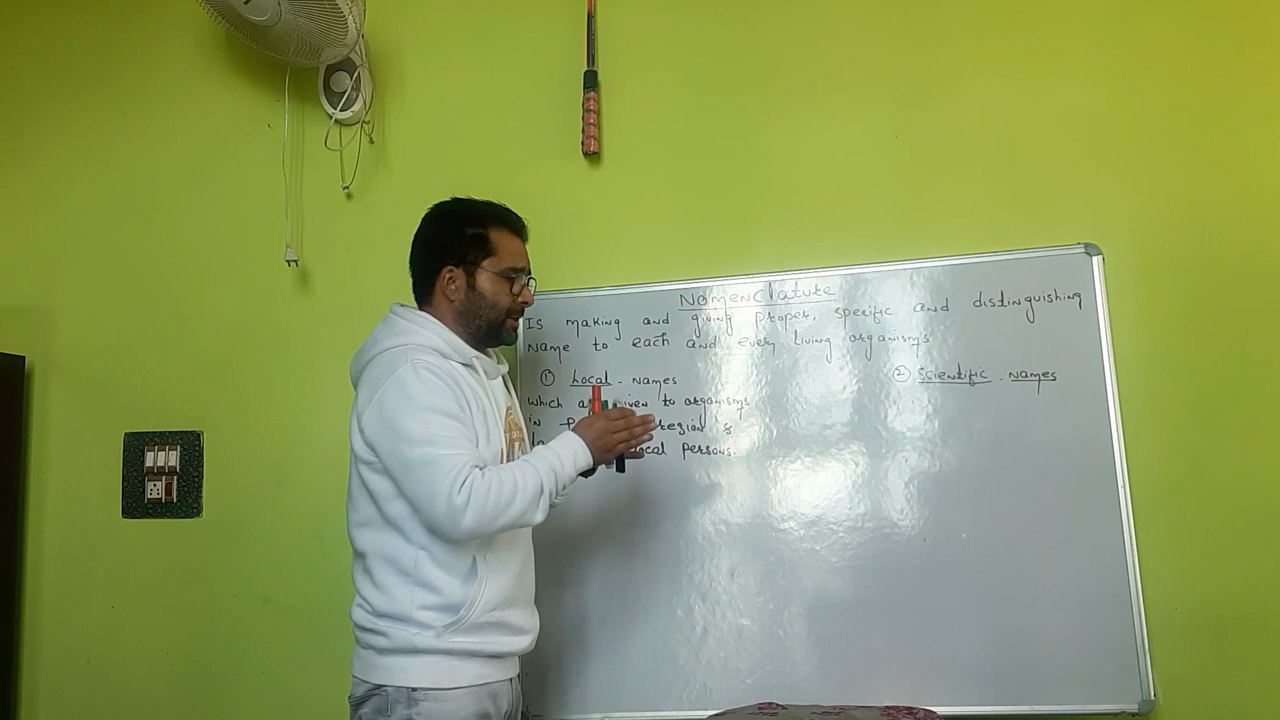 Nomenclature
Is making and giving proper, specific and distinguishing
Name to each and every living organisms
① Local - names
② Scientific . names
which given to organisms
in region &
local persons.